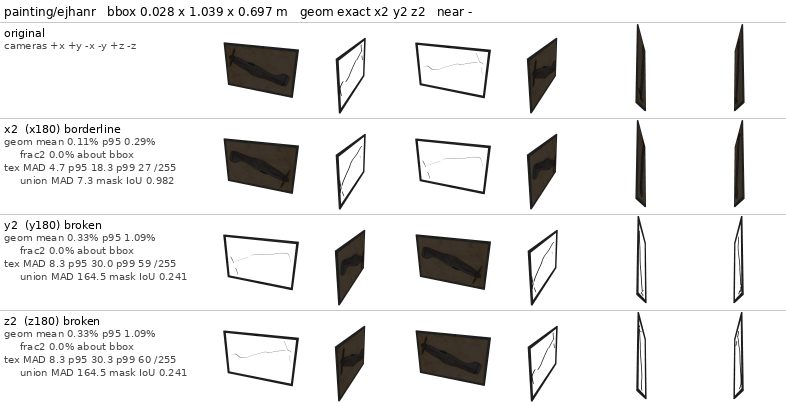 painting/ejhanr bbox 0.028 x 1.039 x 0.697 m geom exact x2 y2 z2 near -
original
cameras +x +y -x -y +z -z
x2 (x180) borderline
geom mean 0.11% p95 0.29%
frac2 0.0% about bbox
tex MAD 4.7 p95 18.3 p99 27 /255
union MAD 7.3 mask IoU 0.982
y2 (y180) broken
geom mean 0.33% p95 1.09%
frac2 0.0% about bbox
tex MAD 8.3 p95 30.0 p99 59 /255
union MAD 164.5 mask IoU 0.241
z2 (z180) broken
geom mean 0.33% p95 1.09%
frac2 0.0% about bbox
tex MAD 8.3 p95 30.3 p99 60 /255
union MAD 164.5 mask IoU 0.241